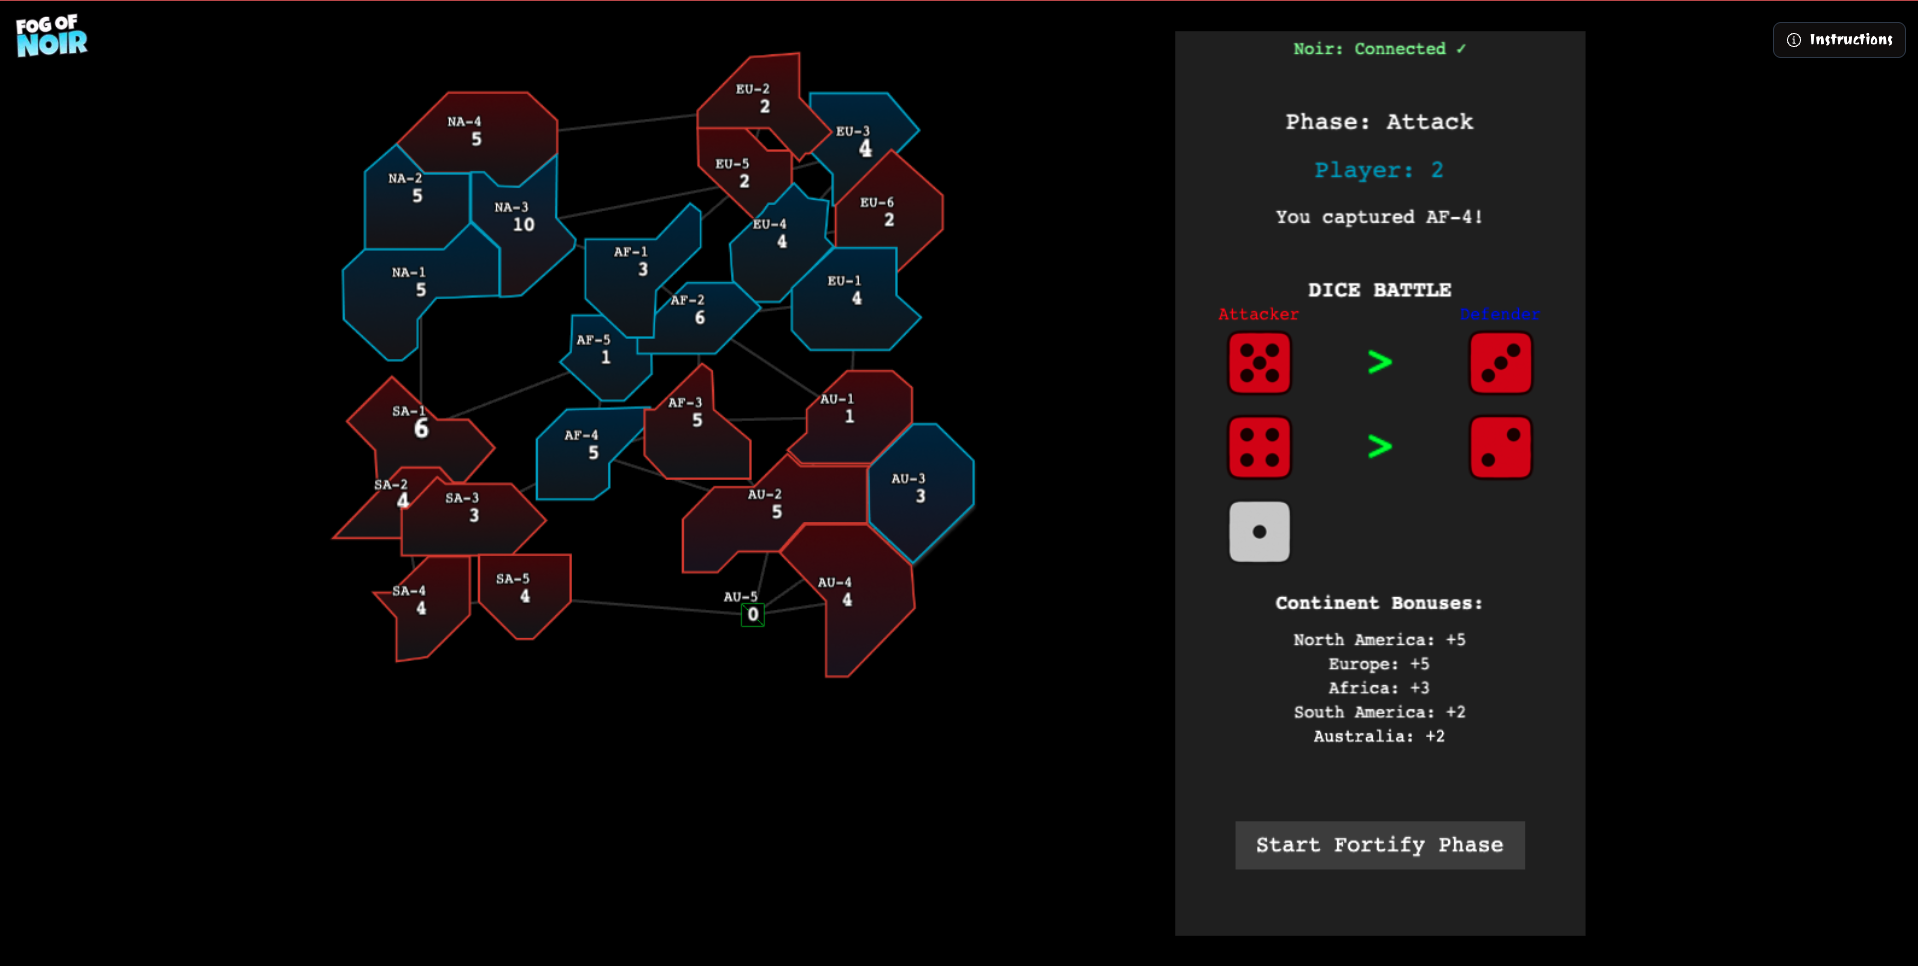 FOG OF
NOIR
Instructions
NA-4
5
NA-2
5
NA-3
10
NA-1
5
EU-2
2
EU-3
4
EU-5
2
EU-6
2
EU-4
4
EU-1
4
AF-1
3
AF-2
6
AF-5
1
AF-3
5
AF-4
5
SA-1
6
SA-2
4
SA-3
3
SA-4
4
SA-5
4
AU-1
1
AU-3
3
AU-2
5
AU-4
4
AU-5
0
Noir: Connected ✓
Phase: Attack
Player: 2
You captured AF-4!
DICE BATTLE
Attacker
Defender
>
>
Continent Bonuses:
North America: +5
Europe: +5
Africa: +3
South America: +2
Australia: +2
Start Fortify Phase